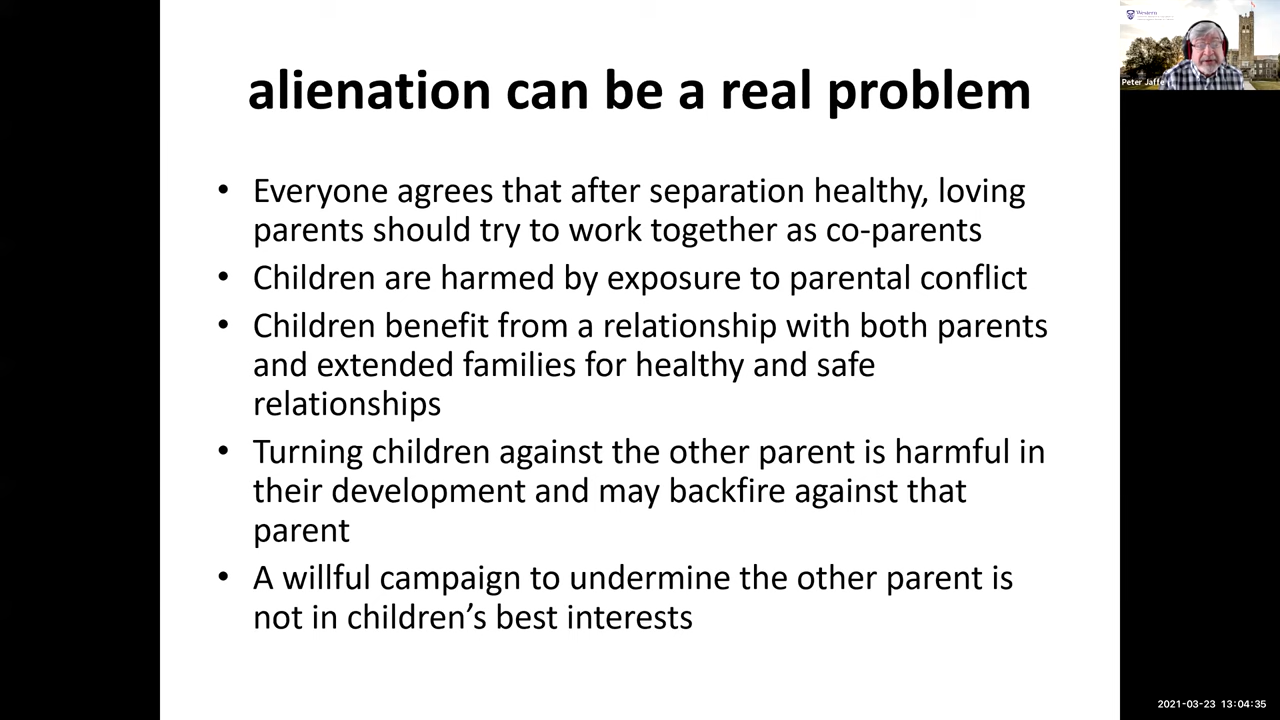 alienation can be a real problem
• Everyone agrees that after separation healthy, loving
parents should try to work together as co-parents
• Children are harmed by exposure to parental conflict
• Children benefit from a relationship with both parents
and extended families for healthy and safe
relationships
• Turning children against the other parent is harmful in
their development and may backfire against that
parent
• A willful campaign to undermine the other parent is
not in children’s best interests
Western
Peter Jaffe
2021-03-23 13:04:35